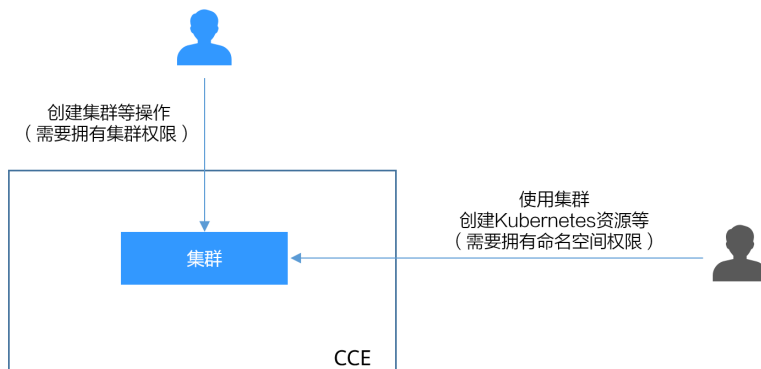 创建集群等操作
（需要拥有集群权限）
使用集群
创建Kubernetes资源等
（需要拥有命名空间权限）
集群
CCE